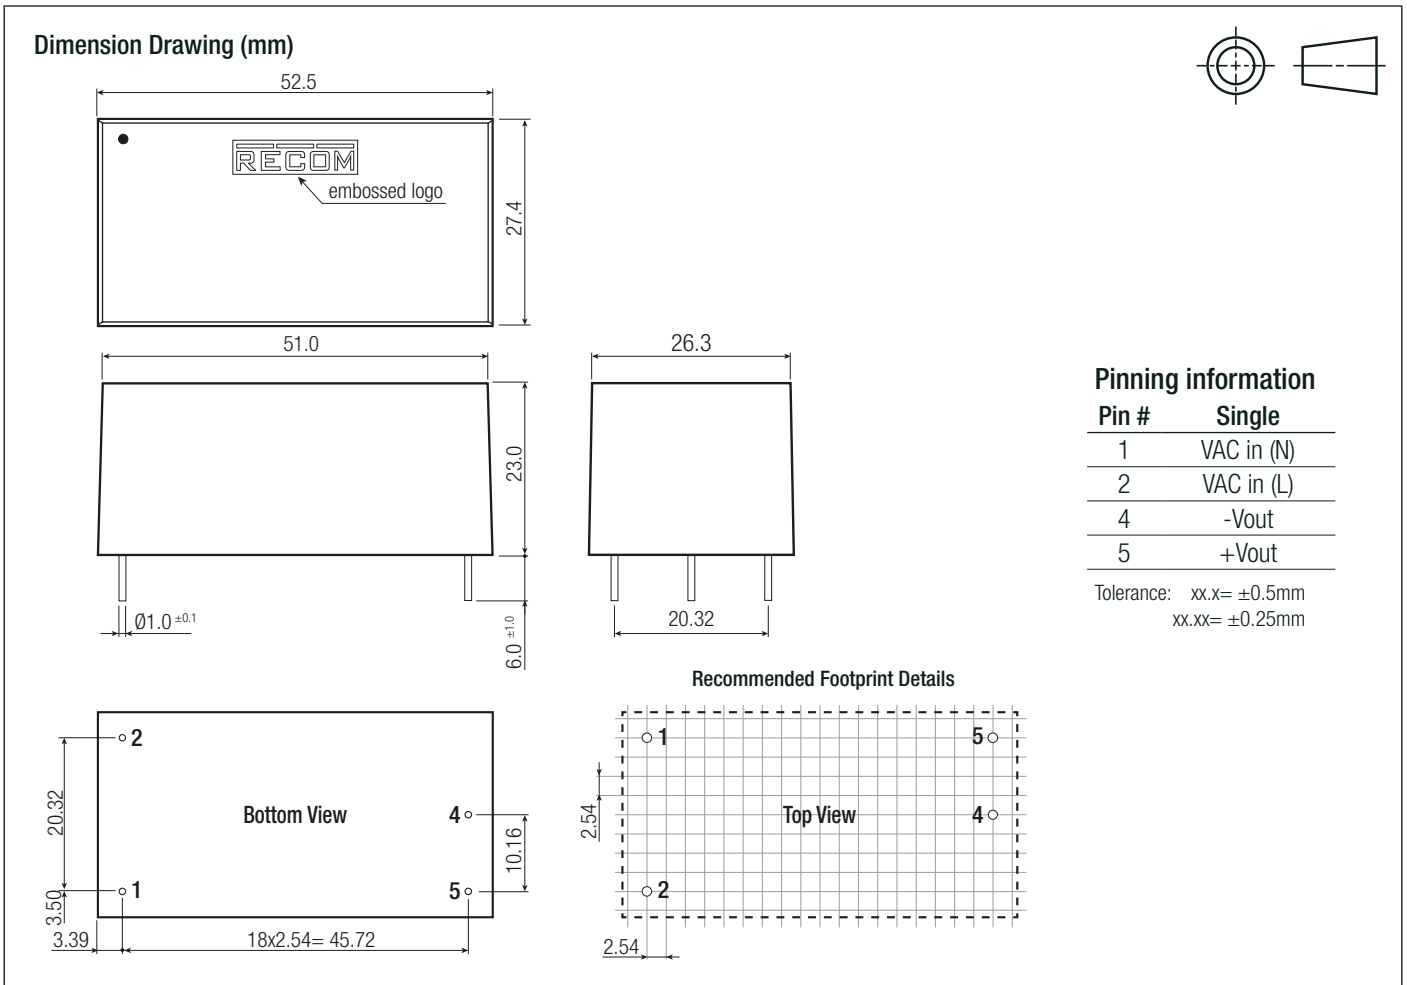 Dimension Drawing (mm)
52.5
RECOM
embossed logo
27.4
51.0
26.3
23.0
Ø1.0 ±0.1
6.0 ±1.0
20.32
Pinning information
Pin # Single
1 VAC in (N)
2 VAC in (L)
4 -Vout
5 +Vout
Tolerance: xx.x= ±0.5mm
xx.xx= ±0.25mm
2
20.32
Bottom View
4
10.16
1
5
3.50
3.39
18x2.54= 45.72
Recommended Footprint Details
1
5
2.54
Top View
4
2
2.54